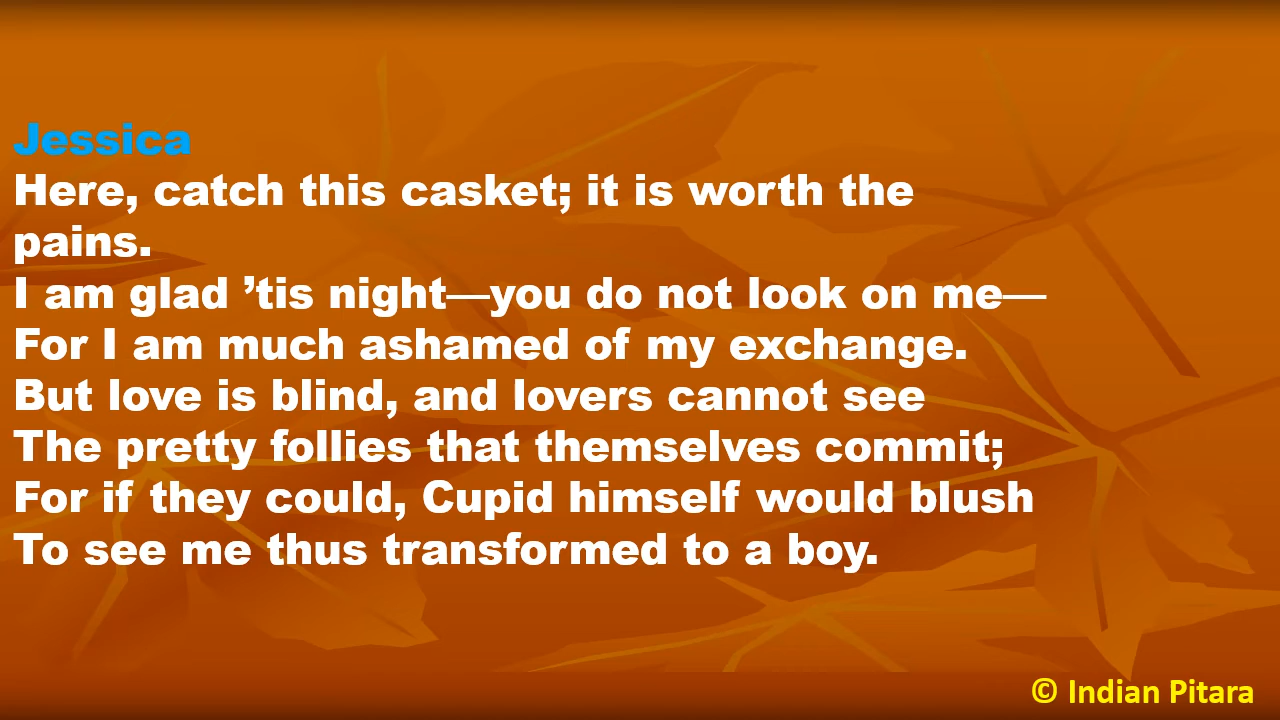 Jessica
Here, catch this casket; it is worth the
pains.
I am glad ’tis night—you do not look on me—
For I am much ashamed of my exchange.
But love is blind, and lovers cannot see
The pretty follies that themselves commit;
For if they could, Cupid himself would blush
To see me thus transformed to a boy.
© Indian Pitara